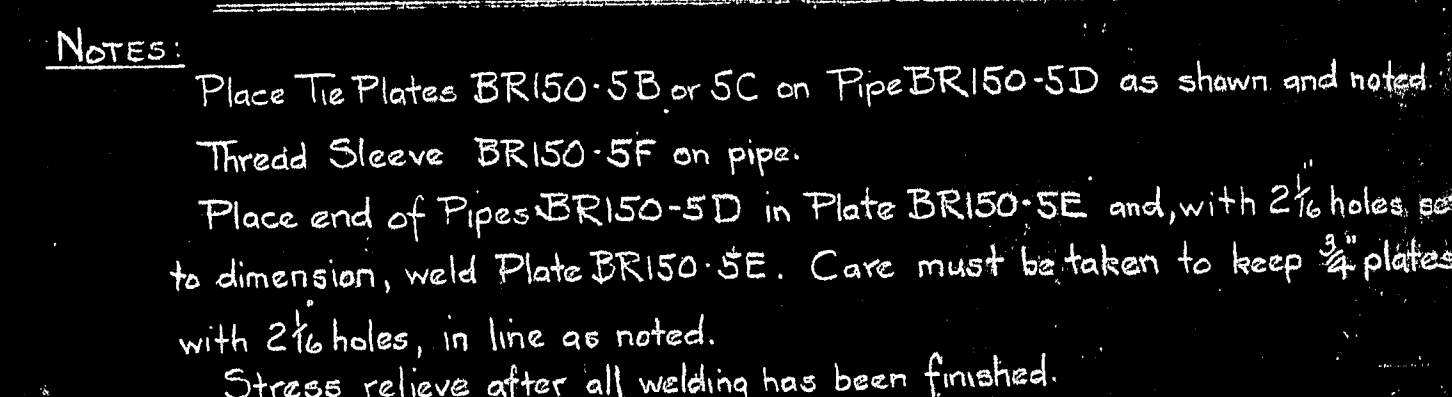 NOTES:
Place Tie Plates BR150-5B or 5C on Pipe BR150-5D as shown and noted.
Thread Sleeve BR150-5F on pipe.
Place end of Pipes BR150-5D in Plate BR150-5E and, with 2 1/16" holes
to dimension, weld Plate BR150-5E. Care must be taken to keep 3/4" plates
with 2 1/16" holes, in line as noted.
Stress relieve after all welding has been finished.